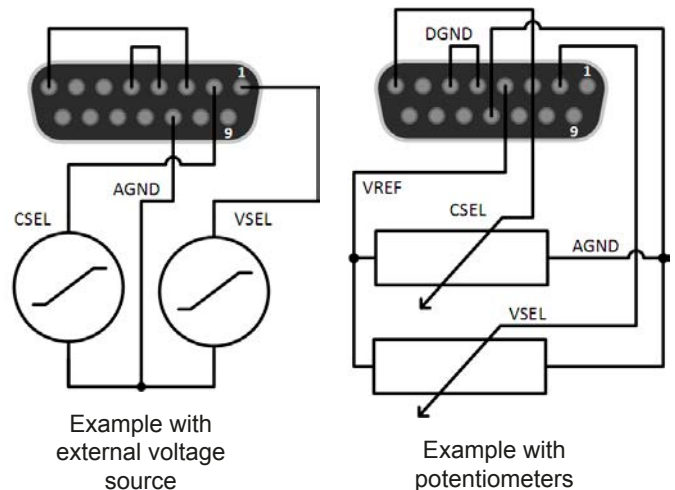 1
9
CSEL
AGND
VSEL
Example with
external voltage
source
DGND
1
9
VREF
CSEL
AGND
VSEL
Example with
potentiometers